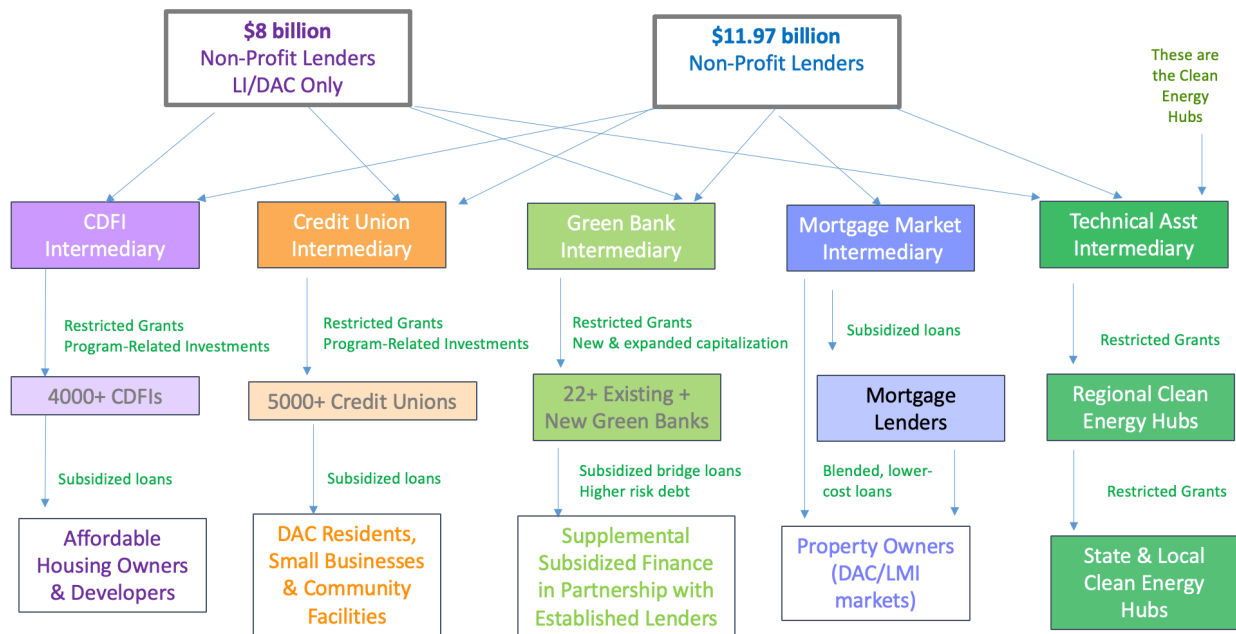 $8 billion
Non-Profit Lenders
LI/DAC Only
$11.97 billion
Non-Profit Lenders
These are
the Clean
Energy
Hubs
CDFI
Intermediary
Credit Union
Intermediary
Green Bank
Intermediary
Mortgage Market
Intermediary
Technical Asst
Intermediary
Restricted Grants
Program-Related Investments
Restricted Grants
Program-Related Investments
Restricted Grants
New & expanded capitalization
Subsidized loans
Restricted Grants
4000+ CDFIs
5000+ Credit Unions
22+ Existing +
New Green Banks
Mortgage
Lenders
Regional Clean
Energy Hubs
Subsidized loans
Subsidized loans
Subsidized bridge loans
Higher risk debt
Blended, lower-
cost loans
Restricted Grants
Affordable
Housing Owners
& Developers
DAC Residents,
Small Businesses
& Community
Facilities
Supplemental
Subsidized Finance
in Partnership with
Established Lenders
Property Owners
(DAC/LMI
markets)
State & Local
Clean Energy
Hubs